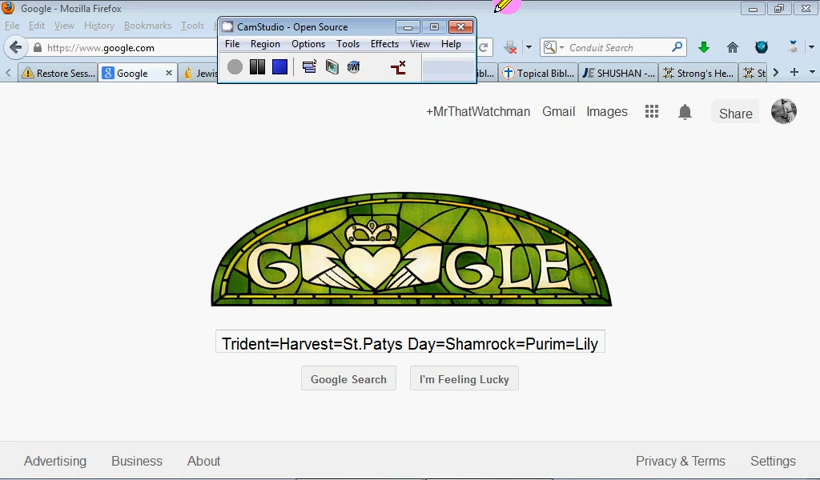 Google - Mozilla Firefox
CamStudio - Open Source
File Edit View History Bookmarks Tools
File Region Options Tools Effects View Help
https://www.google.com
Conduit Search
Restore Sess...
Google
Jewis
Topical Bibl...
SHUSHAN -...
Strong's He...
St
+MrThatWatchman Gmail Images Share
GOOGLE
Trident=Harvest=St.Patys Day=Shamrock=Purim=Lily
Google Search I'm Feeling Lucky
Advertising Business About Privacy & Terms Settings